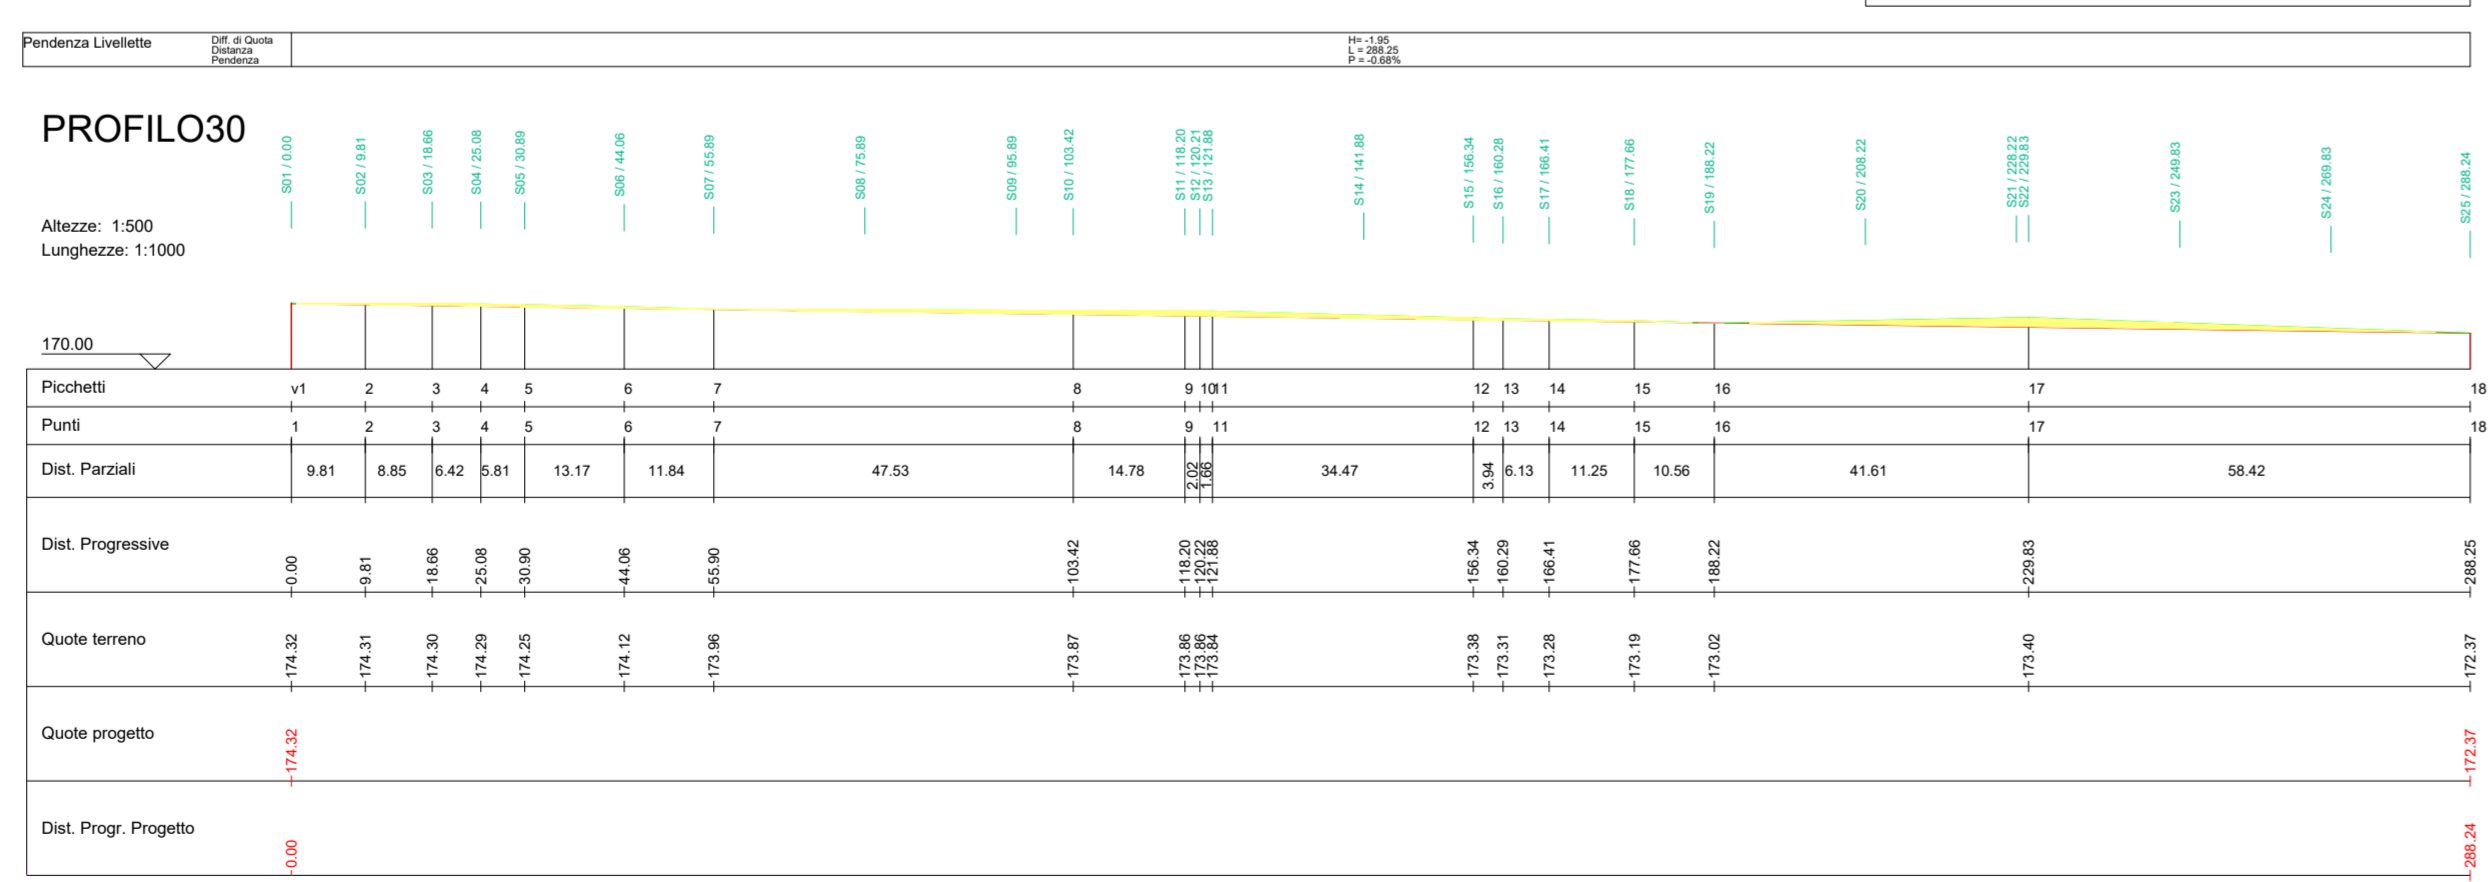 Pendenza Livellette
Diff. di Quota
Distanza
Pendenza
H= -1.95
L = 288.25
P = -0.68%
PROFILO30
S01 / 0.00
S02 / 9.81
S03 / 18.66
S04 / 25.08
S05 / 30.89
S06 / 44.06
S07 / 55.89
S08 / 75.89
S09 / 95.89
S10 / 103.42
S11 / 118.20
S12 / 120.21
S13 / 121.88
S14 / 141.88
S15 / 156.34
S16 / 160.28
S17 / 166.41
S18 / 177.66
S19 / 188.22
S20 / 208.22
S21 / 228.22
S22 / 229.83
S23 / 249.83
S24 / 269.83
S25 / 288.24
Altezze: 1:500
Lunghezze: 1:1000
170.00
Picchetti v1 2 3 4 5 6 7 8 9 10 11 12 13 14 15 16 17 18
Punti 1 2 3 4 5 6 7 8 9 11 12 13 14 15 16 17 18
Dist. Parziali 9.81 8.85 6.42 5.81 13.17 11.84 47.53 14.78 2.02 1.66 34.47 3.94 6.13 11.25 10.56 41.61 58.42
Dist. Progressive 0.00 9.81 18.66 25.08 30.90 44.06 55.90 103.42 118.20 120.22 121.88 156.34 160.29 166.41 177.66 188.22 229.83 288.25
Quote terreno 174.32 174.31 174.30 174.29 174.25 174.12 173.96 173.87 173.86 173.86 173.84 173.38 173.31 173.28 173.19 173.02 173.40 172.37
Quote progetto 174.32 172.37
Dist. Progr. Progetto 0.00 288.24